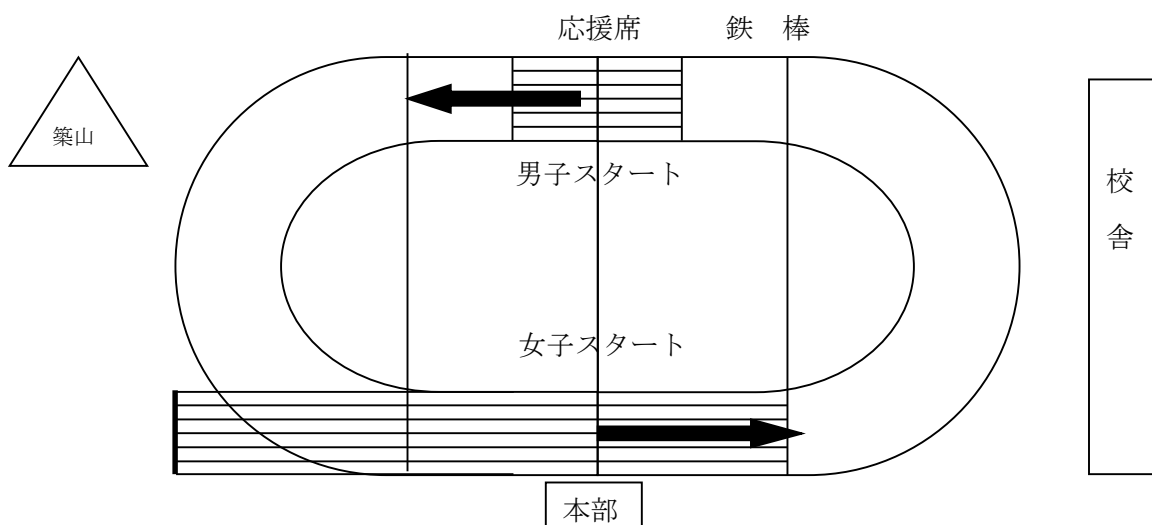 応援席　鉄　棒
築山
男子スタート
校
舎
女子スタート
本部